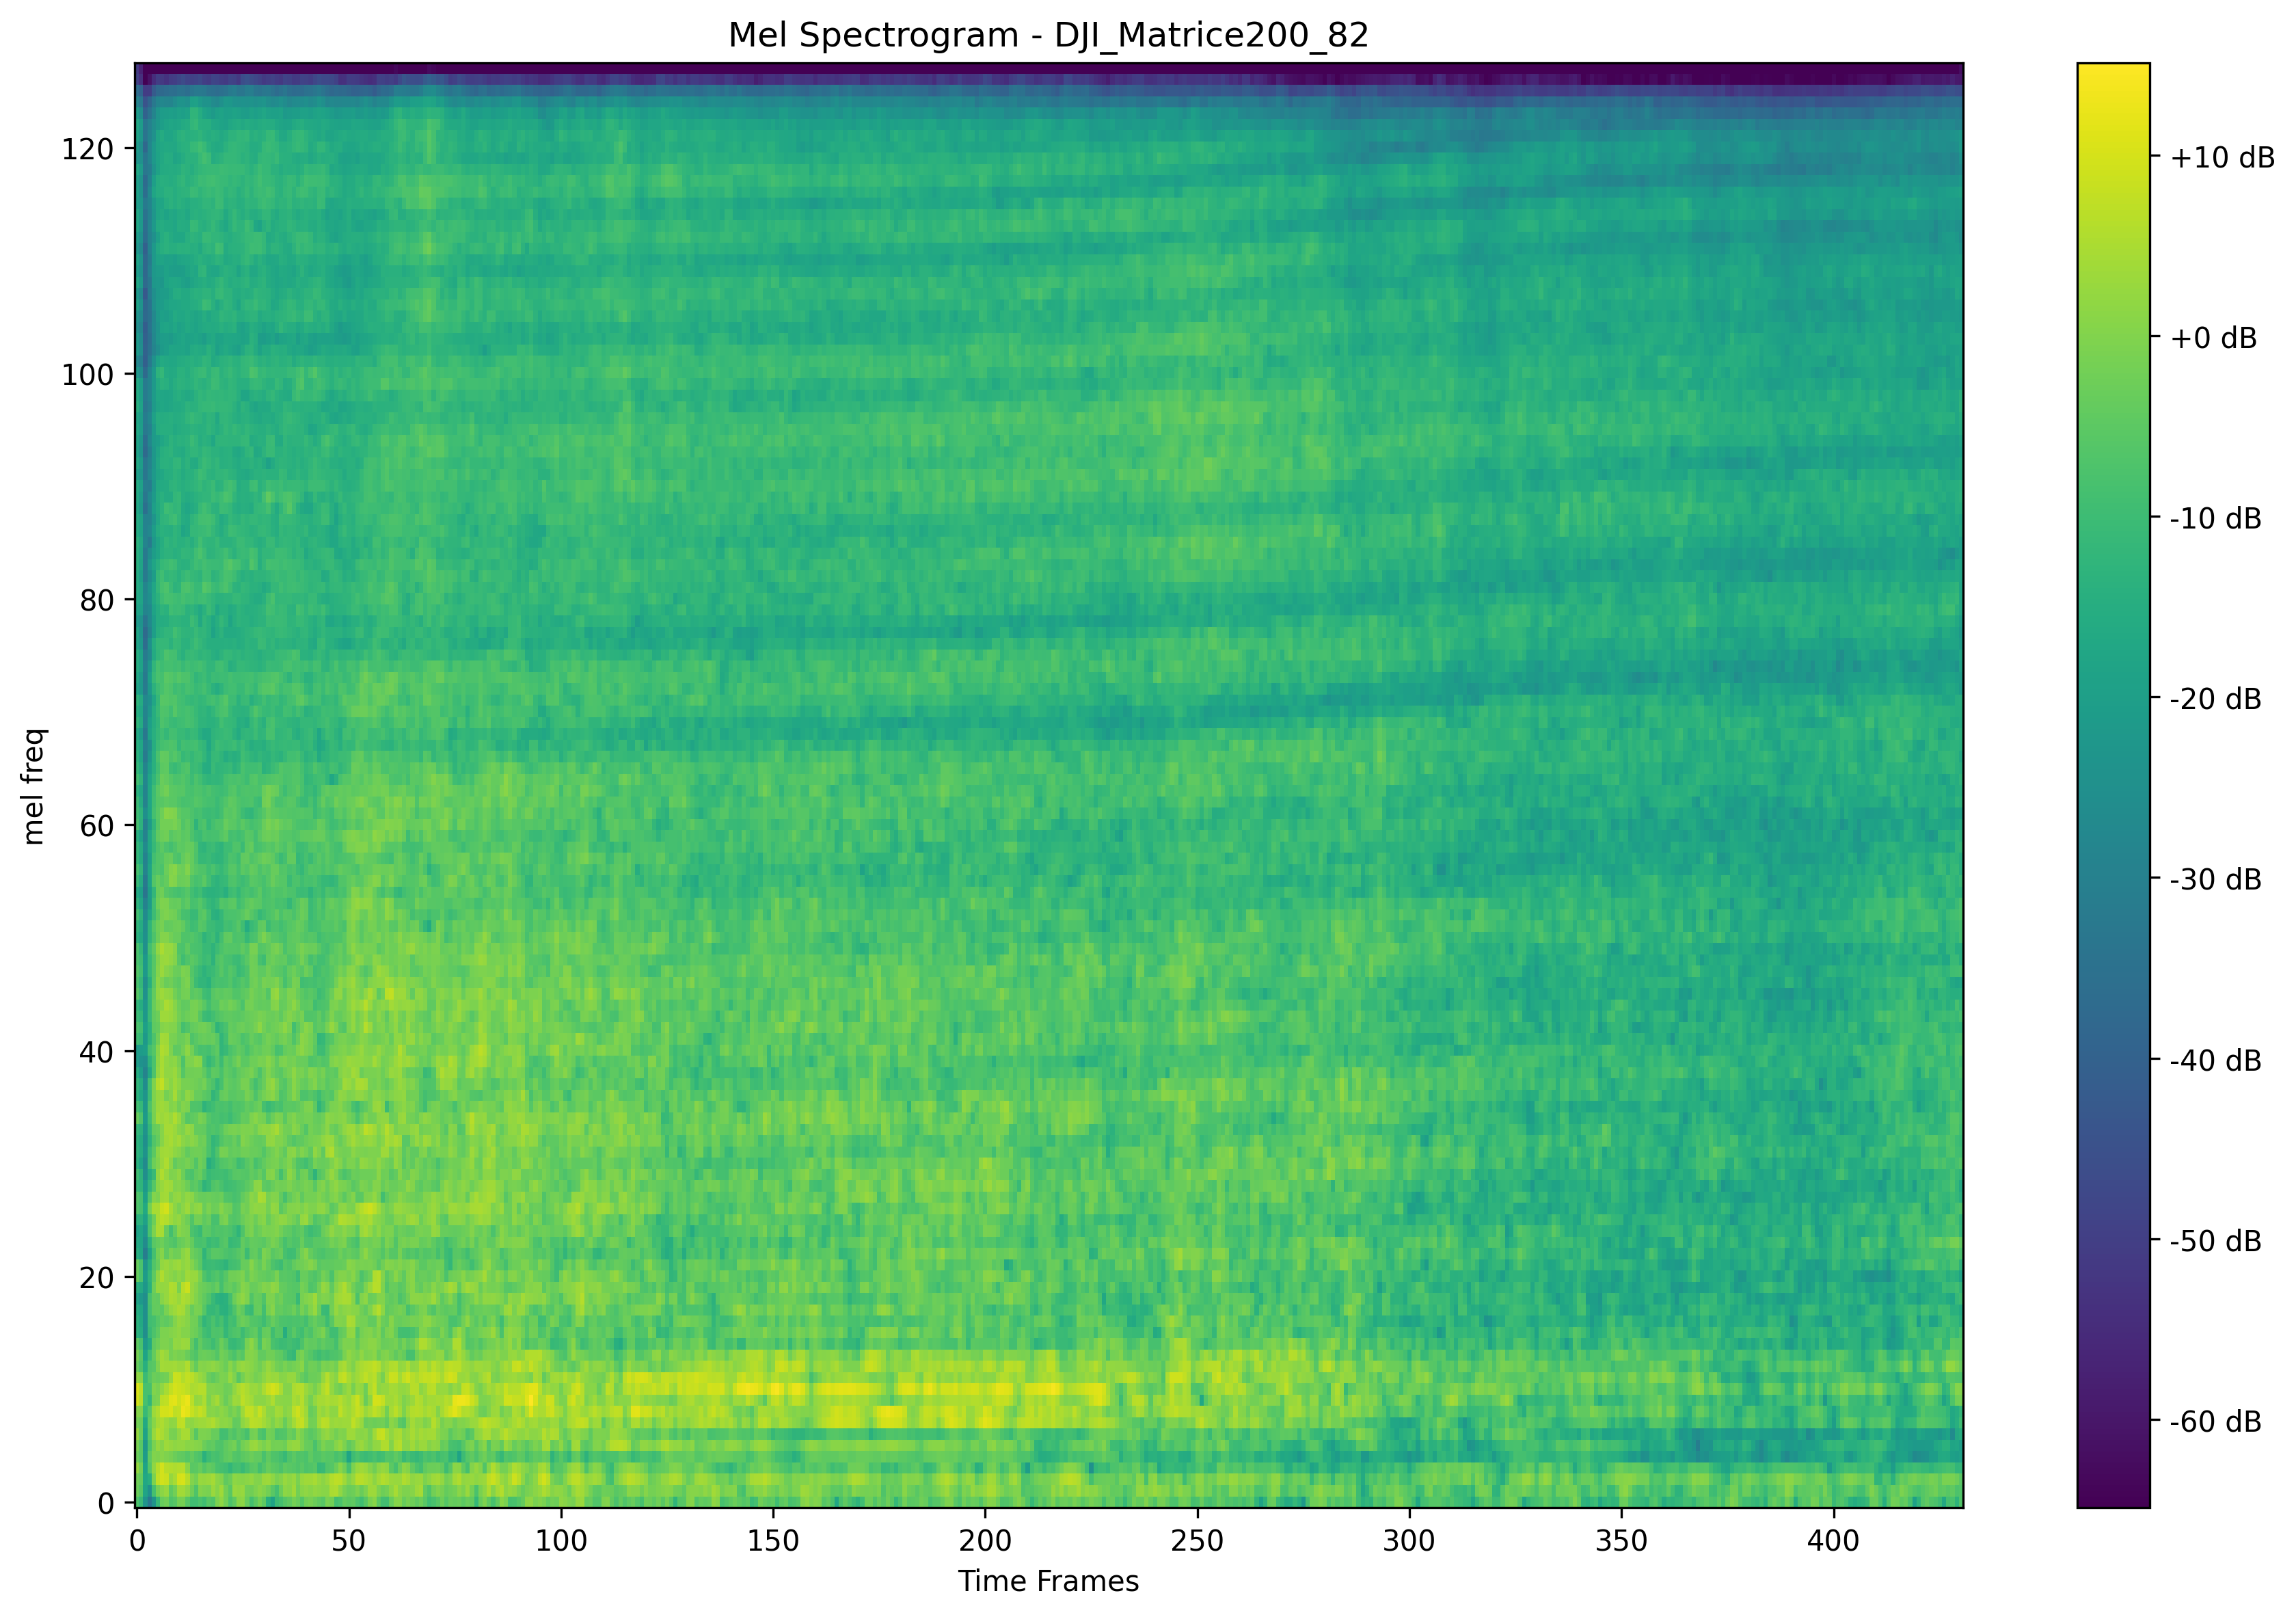 Mel Spectrogram - DJI_Matrice200_82
mel freq
120
100
80
60
40
20
0
0 50 100 150 200 250 300 350 400
Time Frames
+10 dB
+0 dB
-10 dB
-20 dB
-30 dB
-40 dB
-50 dB
-60 dB